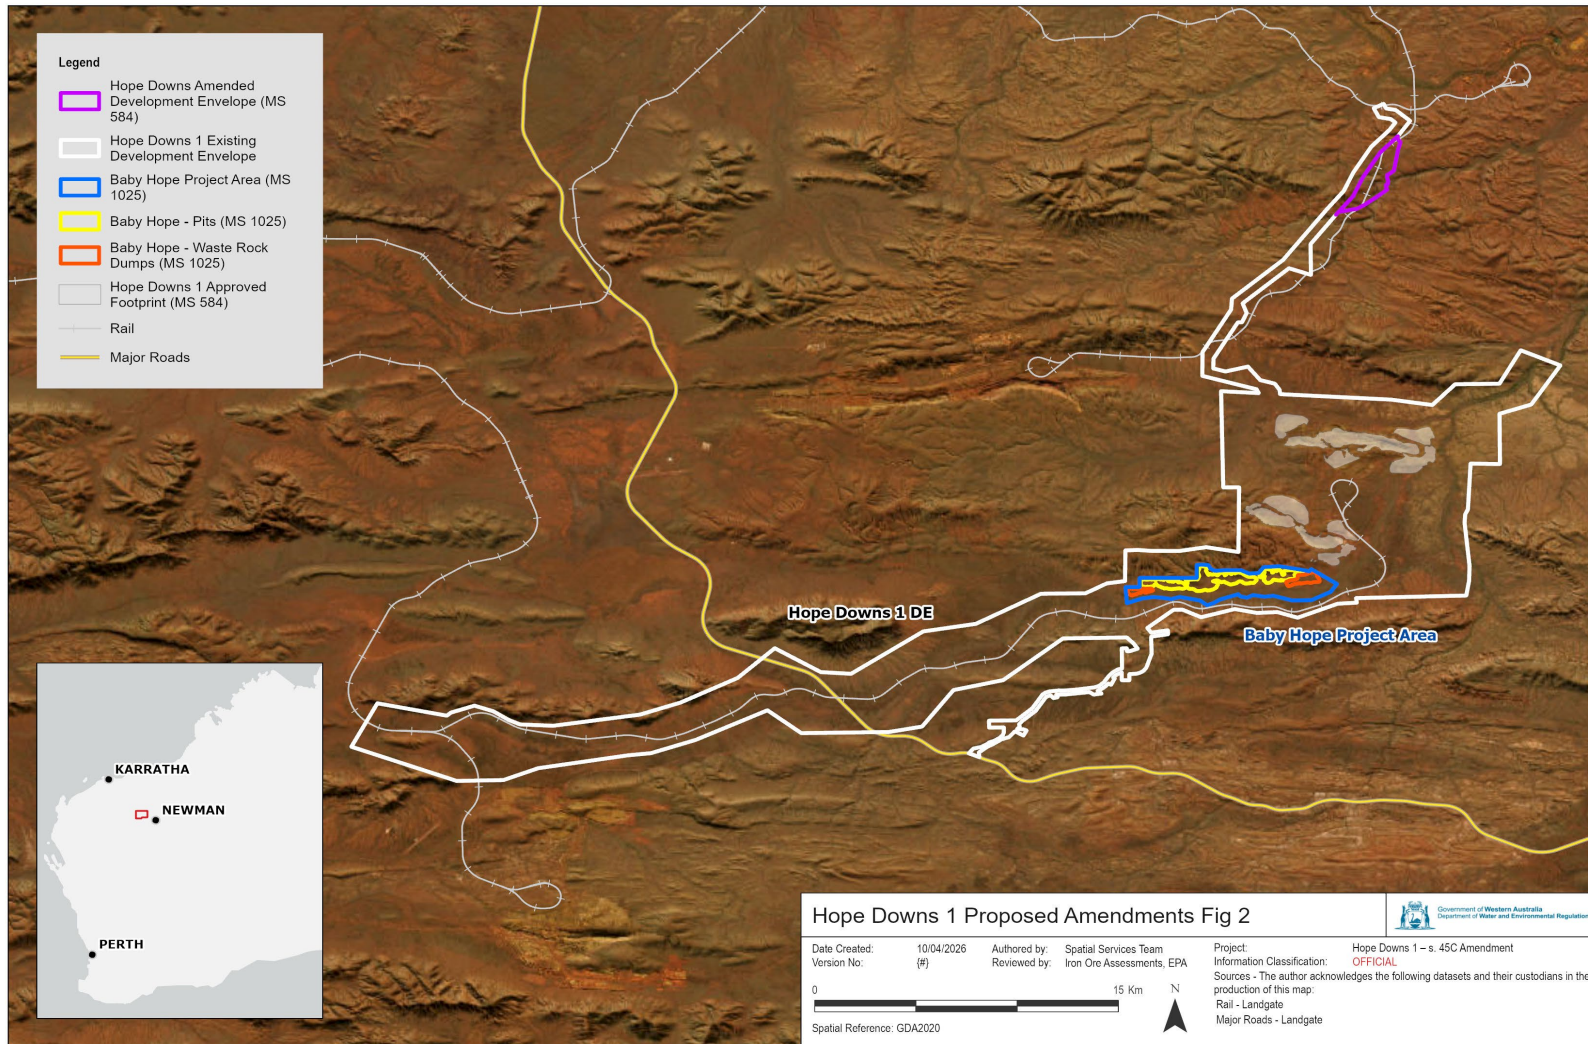 Legend
Hope Downs Amended
Development Envelope (MS
584)
Hope Downs 1 Existing
Development Envelope
Baby Hope Project Area (MS
1025)
Baby Hope - Pits (MS 1025)
Baby Hope - Waste Rock
Dumps (MS 1025)
Hope Downs 1 Approved
Footprint (MS 584)
Rail
Major Roads
Hope Downs 1 DE
Baby Hope Project Area
KARRATHA
NEWMAN
PERTH
Hope Downs 1 Proposed Amendments Fig 2
Government of Western Australia
Department of Water and Environmental Regulation
Date Created: 10/04/2026 Authored by: Spatial Services Team
Version No: {#} Reviewed by: Iron Ore Assessments, EPA
0 15 Km N
Spatial Reference: GDA2020
Project: Hope Downs 1 – s. 45C Amendment
Information Classification: OFFICIAL
Sources - The author acknowledges the following datasets and their custodians in the
production of this map:
Rail - Landgate
Major Roads - Landgate